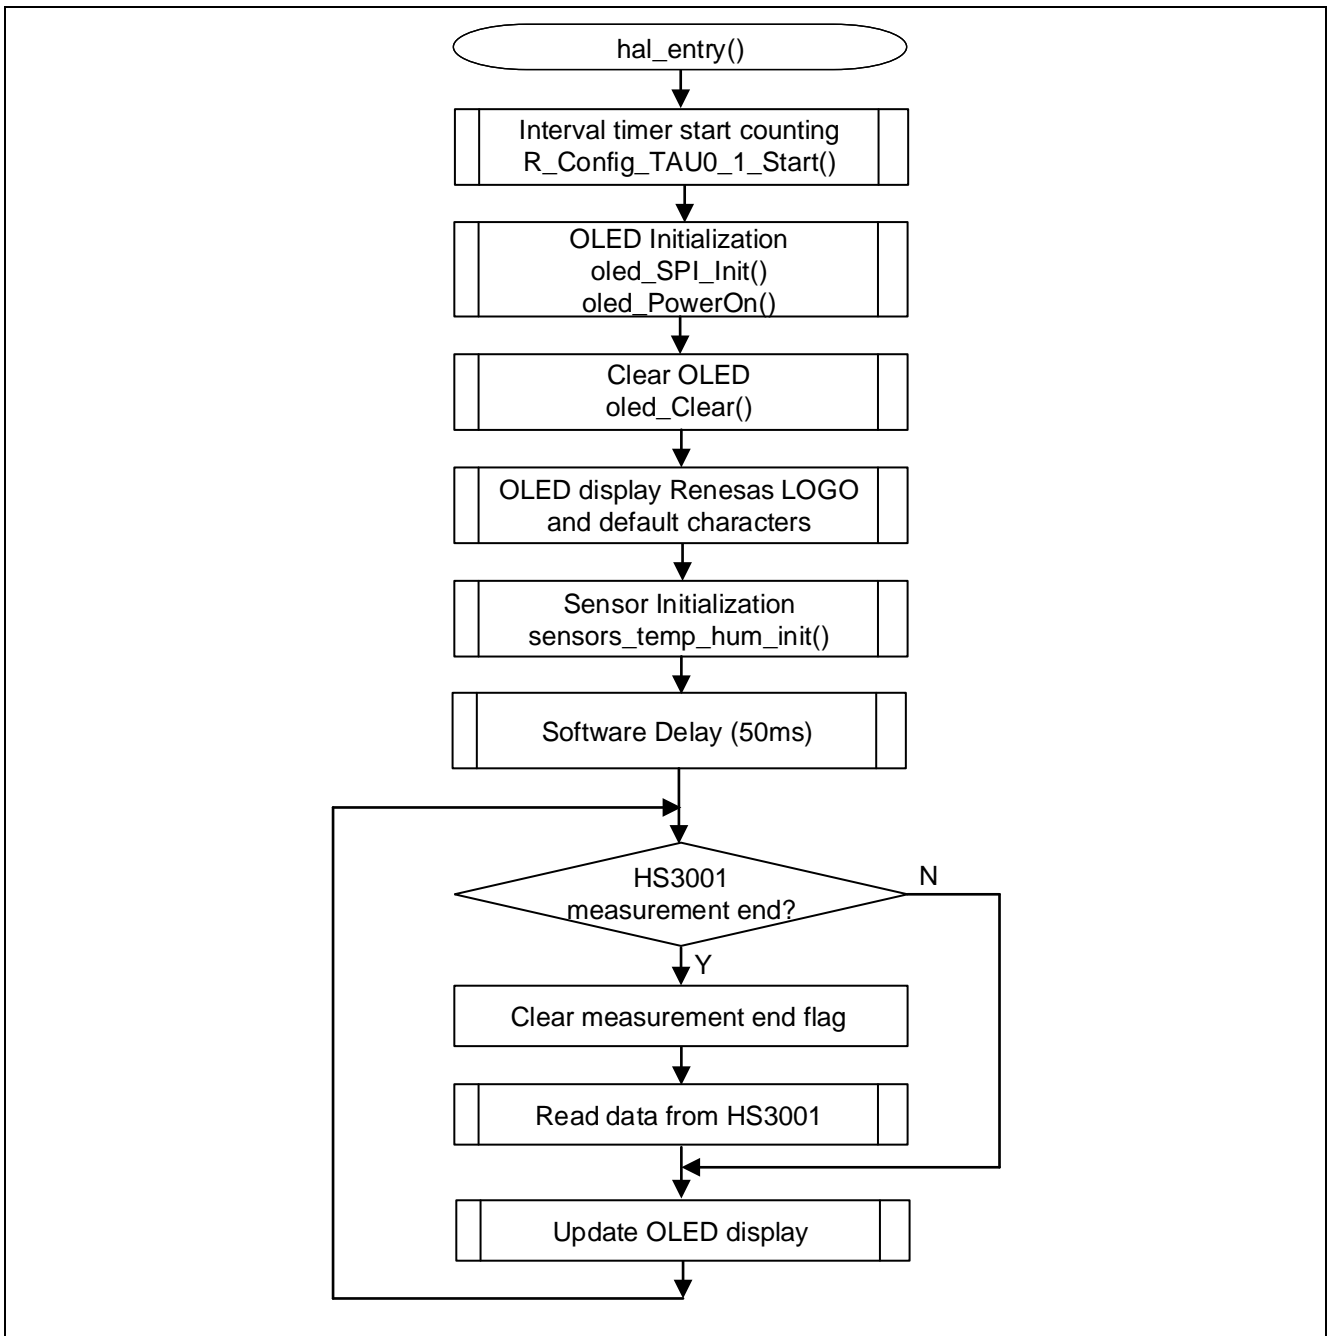 hal_entry()
Interval timer start counting
R_Config_TAU0_1_Start()
OLED Initialization
oled_SPI_Init()
oled_PowerOn()
Clear OLED
oled_Clear()
OLED display Renesas LOGO
and default characters
Sensor Initialization
sensors_temp_hum_init()
Software Delay (50ms)
HS3001
measurement end?
N
Y
Clear measurement end flag
Read data from HS3001
Update OLED display